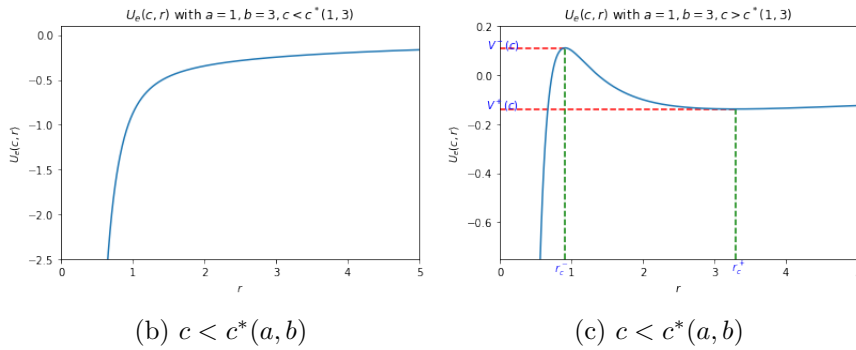 U_e(c, r) with a = 1, b = 3, c < c^*(1, 3)
0.0
−0.5
−1.0
−1.5
−2.0
−2.5
U_e(c, r)
0 1 2 3 4 5
r
(b) c < c^*(a, b)
U_e(c, r) with a = 1, b = 3, c > c^*(1, 3)
0.2
V^-(c)
0.0
V^+(c)
−0.2
−0.4
−0.6
U_e(c, r)
0 r_c^- 1 2 r_c^+ 4 5
r
(c) c < c^*(a, b)